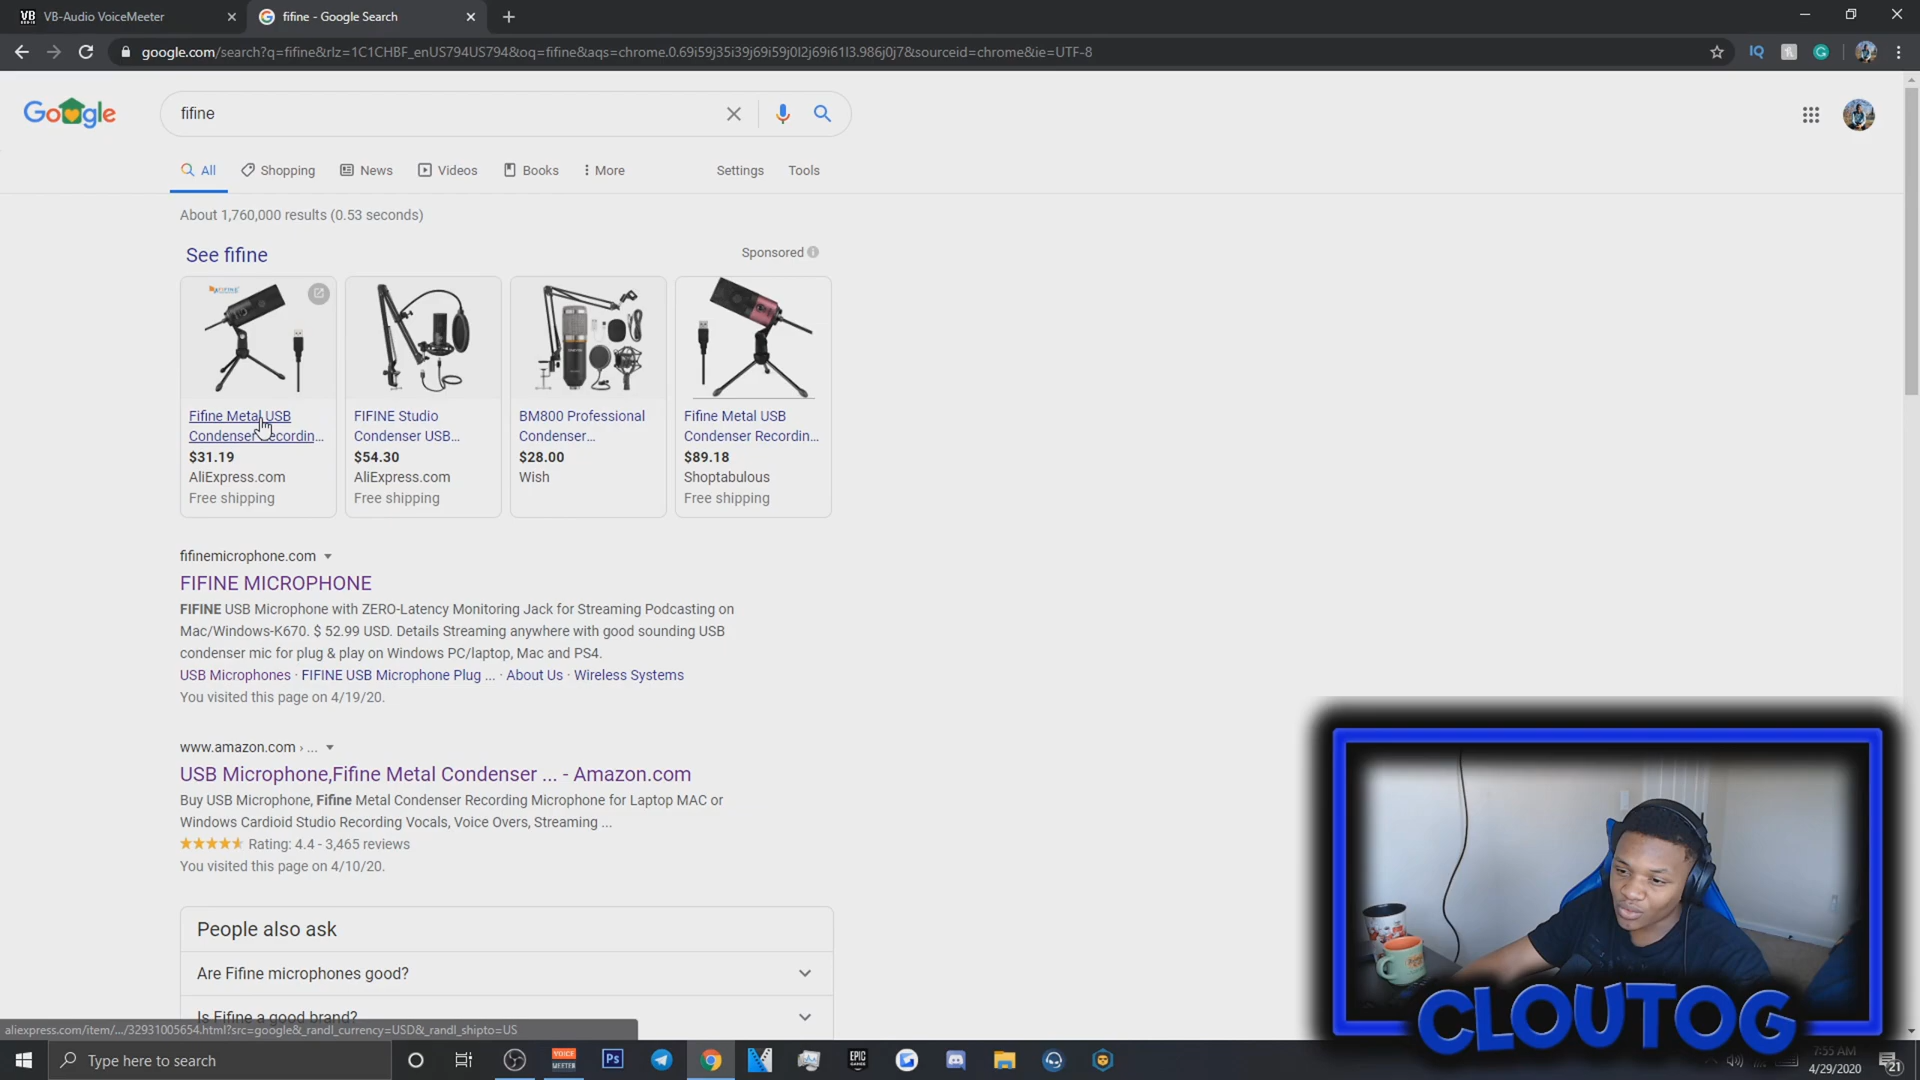 VB-Audio VoiceMeeter
fifine - Google Search
google.com/search?q=fifine&rlz=1C1CHBF_enUS794US794&oq=fifine&aqs=chrome.0.69i59j35i39j69i59j0l2j69i61l3.986j0j7&sourceid=chrome&ie=UTF-8
Google
fifine
All
Shopping
News
Videos
Books
More
Settings
Tools
About 1,760,000 results (0.53 seconds)
See fifine
Sponsored
Fifine Metal USB
Condenser Recordin...
$31.19
AliExpress.com
Free shipping
FIFINE Studio
Condenser USB...
$54.30
AliExpress.com
Free shipping
BM800 Professional
Condenser...
$28.00
Wish
Fifine Metal USB
Condenser Recordin...
$89.18
Shoptabulous
Free shipping
fifinemicrophone.com
FIFINE MICROPHONE
FIFINE USB Microphone with ZERO-Latency Monitoring Jack for Streaming Podcasting on
Mac/Windows-K670. $ 52.99 USD. Details Streaming anywhere with good sounding USB
condenser mic for plug & play on Windows PC/laptop, Mac and PS4.
USB Microphones · FIFINE USB Microphone Plug ... · About Us · Wireless Systems
You visited this page on 4/19/20.
www.amazon.com › ...
USB Microphone,Fifine Metal Condenser ... - Amazon.com
Buy USB Microphone, Fifine Metal Condenser Recording Microphone for Laptop MAC or
Windows Cardioid Studio Recording Vocals, Voice Overs, Streaming ...
Rating: 4.4 - 3,465 reviews
You visited this page on 4/10/20.
People also ask
Are Fifine microphones good?
Is Fifine a good brand?
aliexpress.com/item/.../32931005654.html?src=google&_randl_currency=USD&_randl_shipto=US
CLOUTOG
Type here to search
VOICE
MEETER
Ps
EPIC
GAMES
7:55 AM
4/29/2020
21